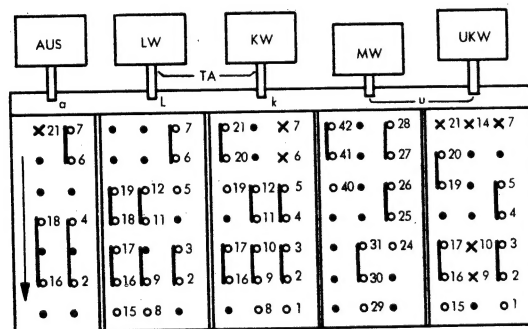 AUS LW KW MW UKW
TA
a L k u
21 7 7 21 7 42 28 21 14 7
6 6 20 6 41 27 20
19 12 5 19 12 5 40 26 19 5
18 4 18 11 11 4 25 4
17 3 17 10 3 31 24 17 10 3
16 2 16 9 2 16 9 2 30 16 9 2
15 8 8 1 29 15 1